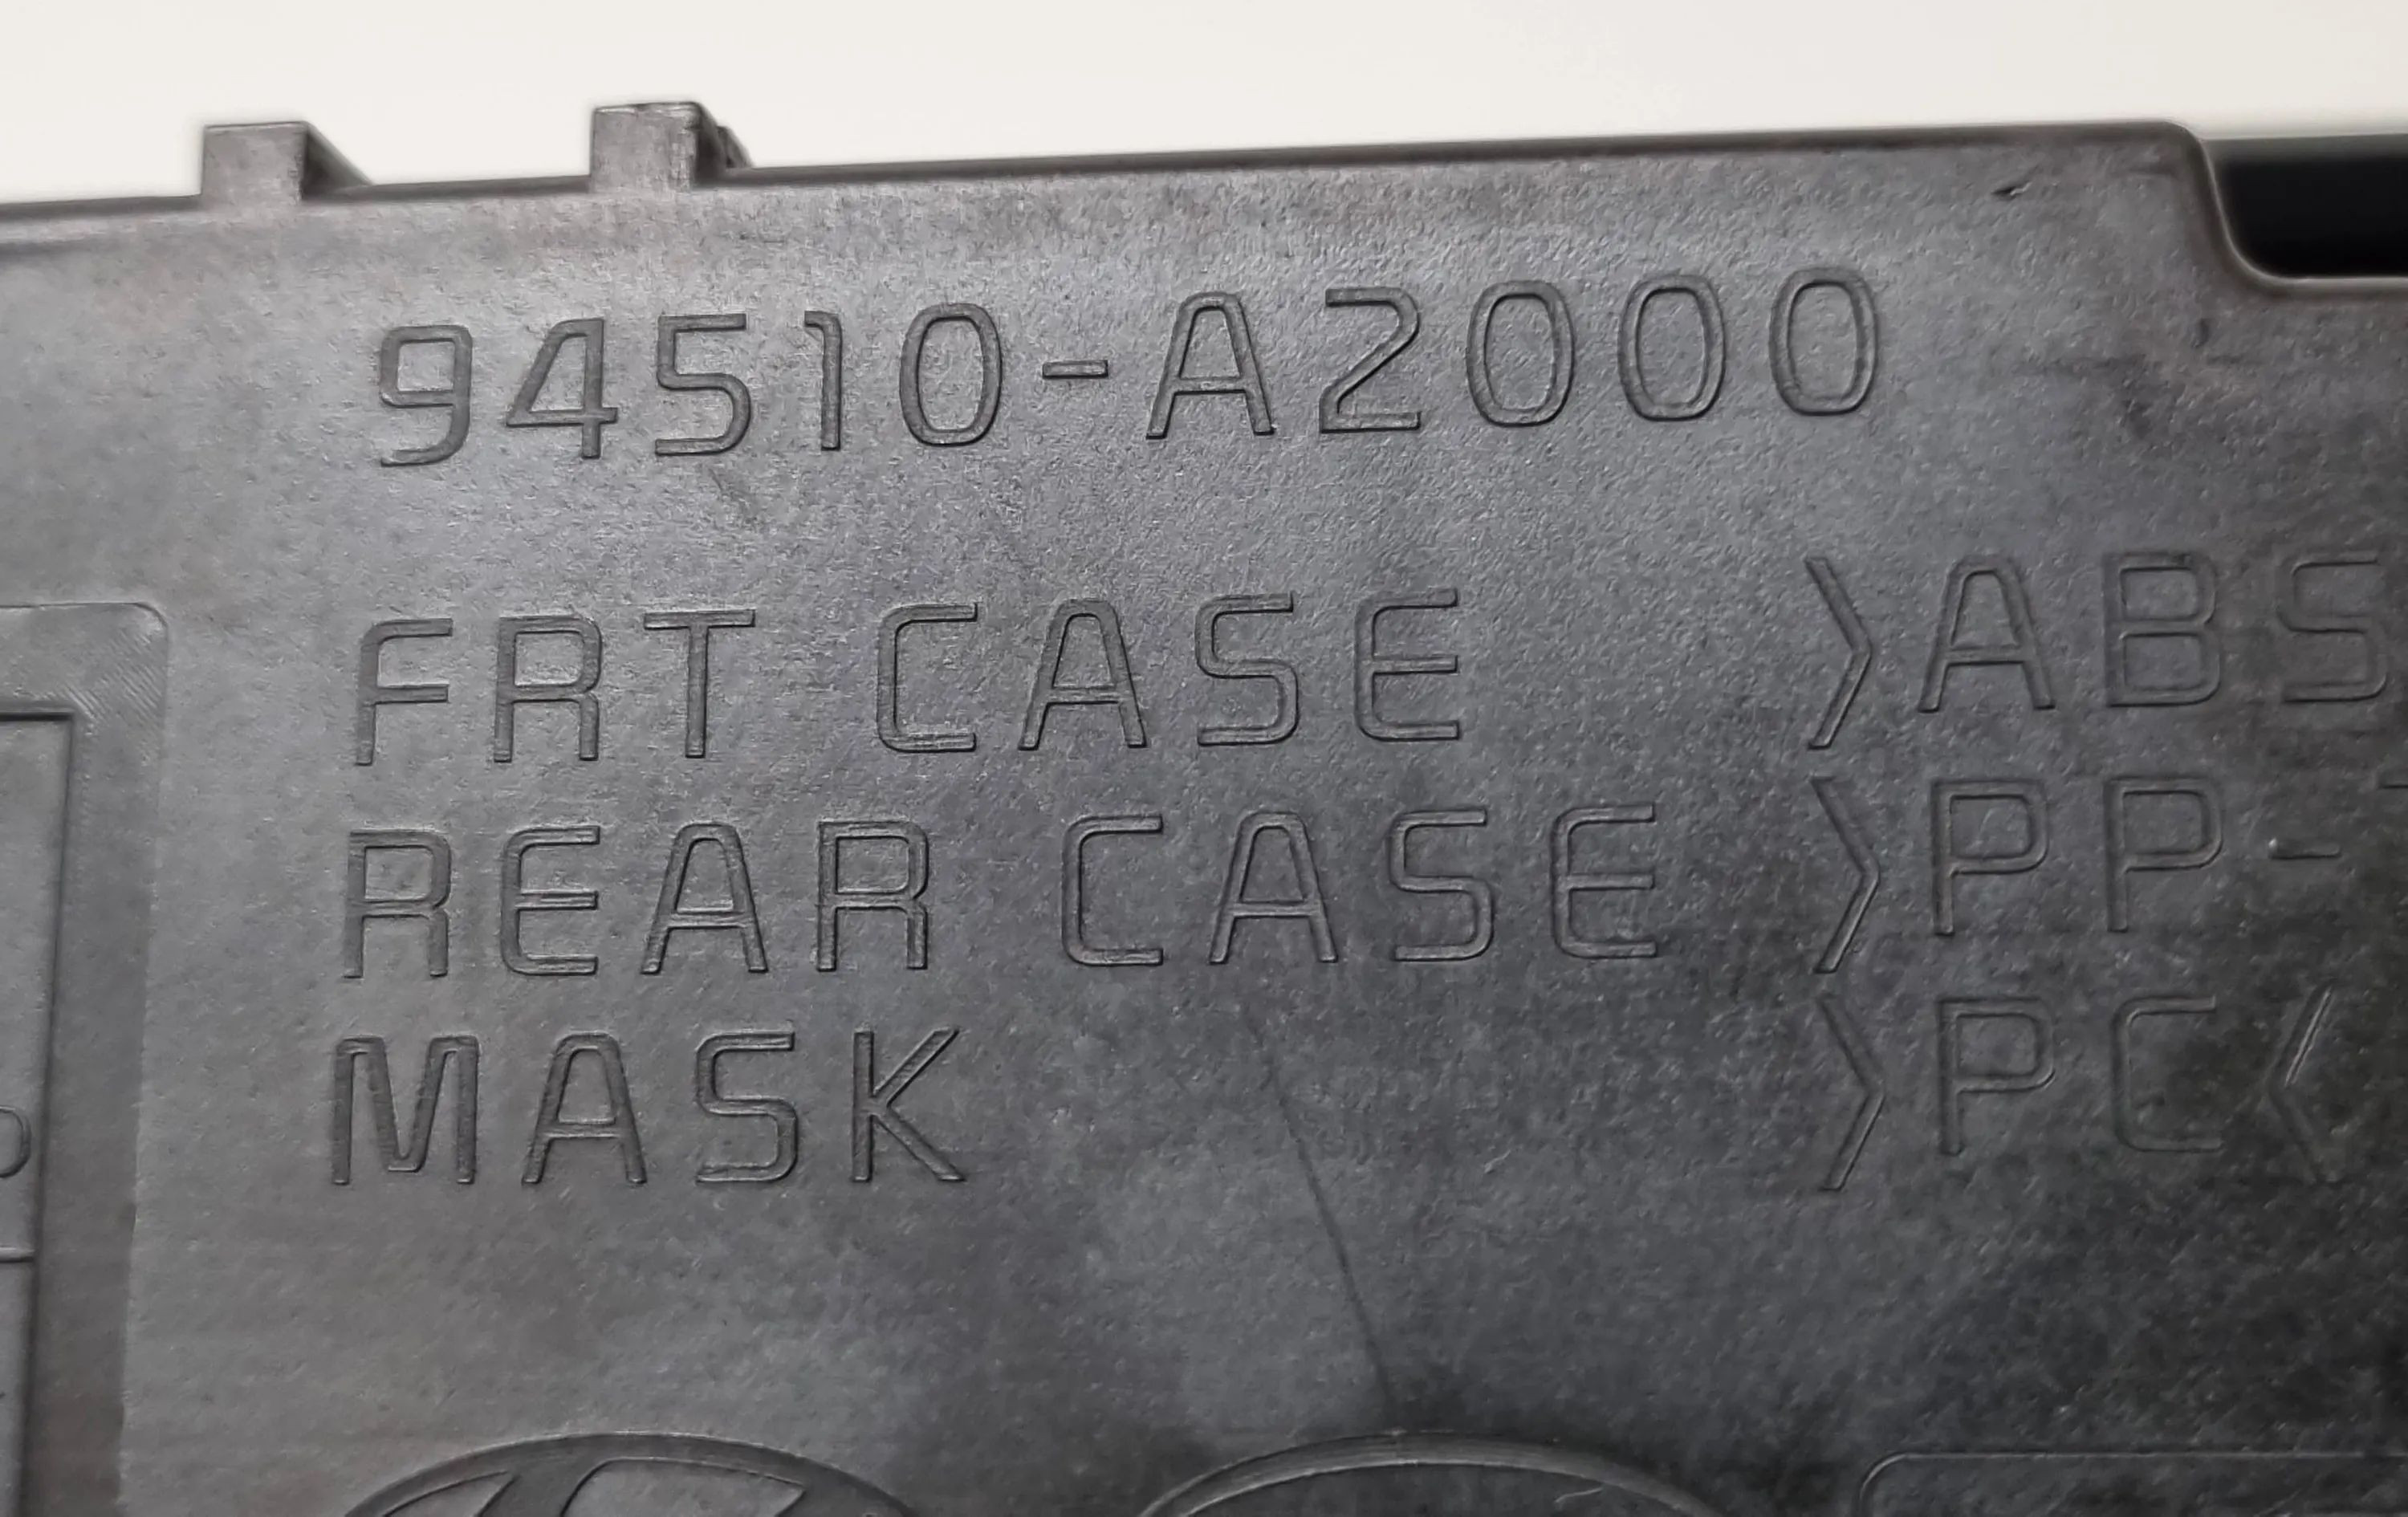 94510-A2000
FRT CASE >ABS
REAR CASE >PP-
MASK >PC<